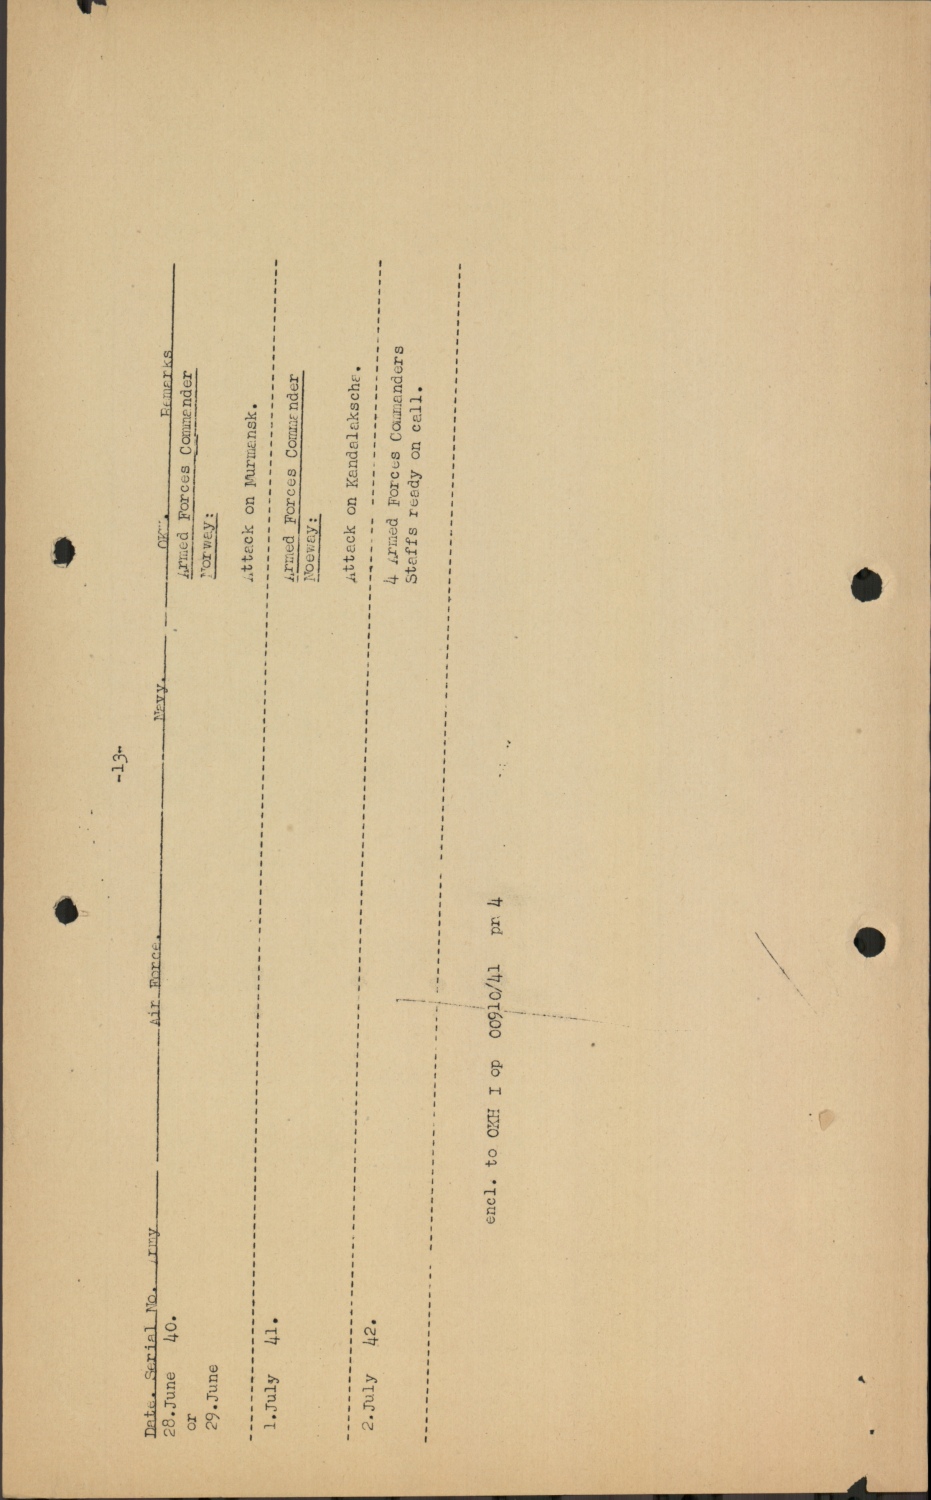 -13-
Date. Serial No. Army Air Force. Navy. OKW. Remarks
28.June 40. Armed Forces Commander
or Norway:
29.June
Attack on Murmansk.
1.July 41. Armed Forces Commander
Noeway:
Attack on Kandalakscha.
2.July 42. 4 Armed Forces Commanders
Staffs ready on call.
encl. to OKH I op 00910/41 pr 4